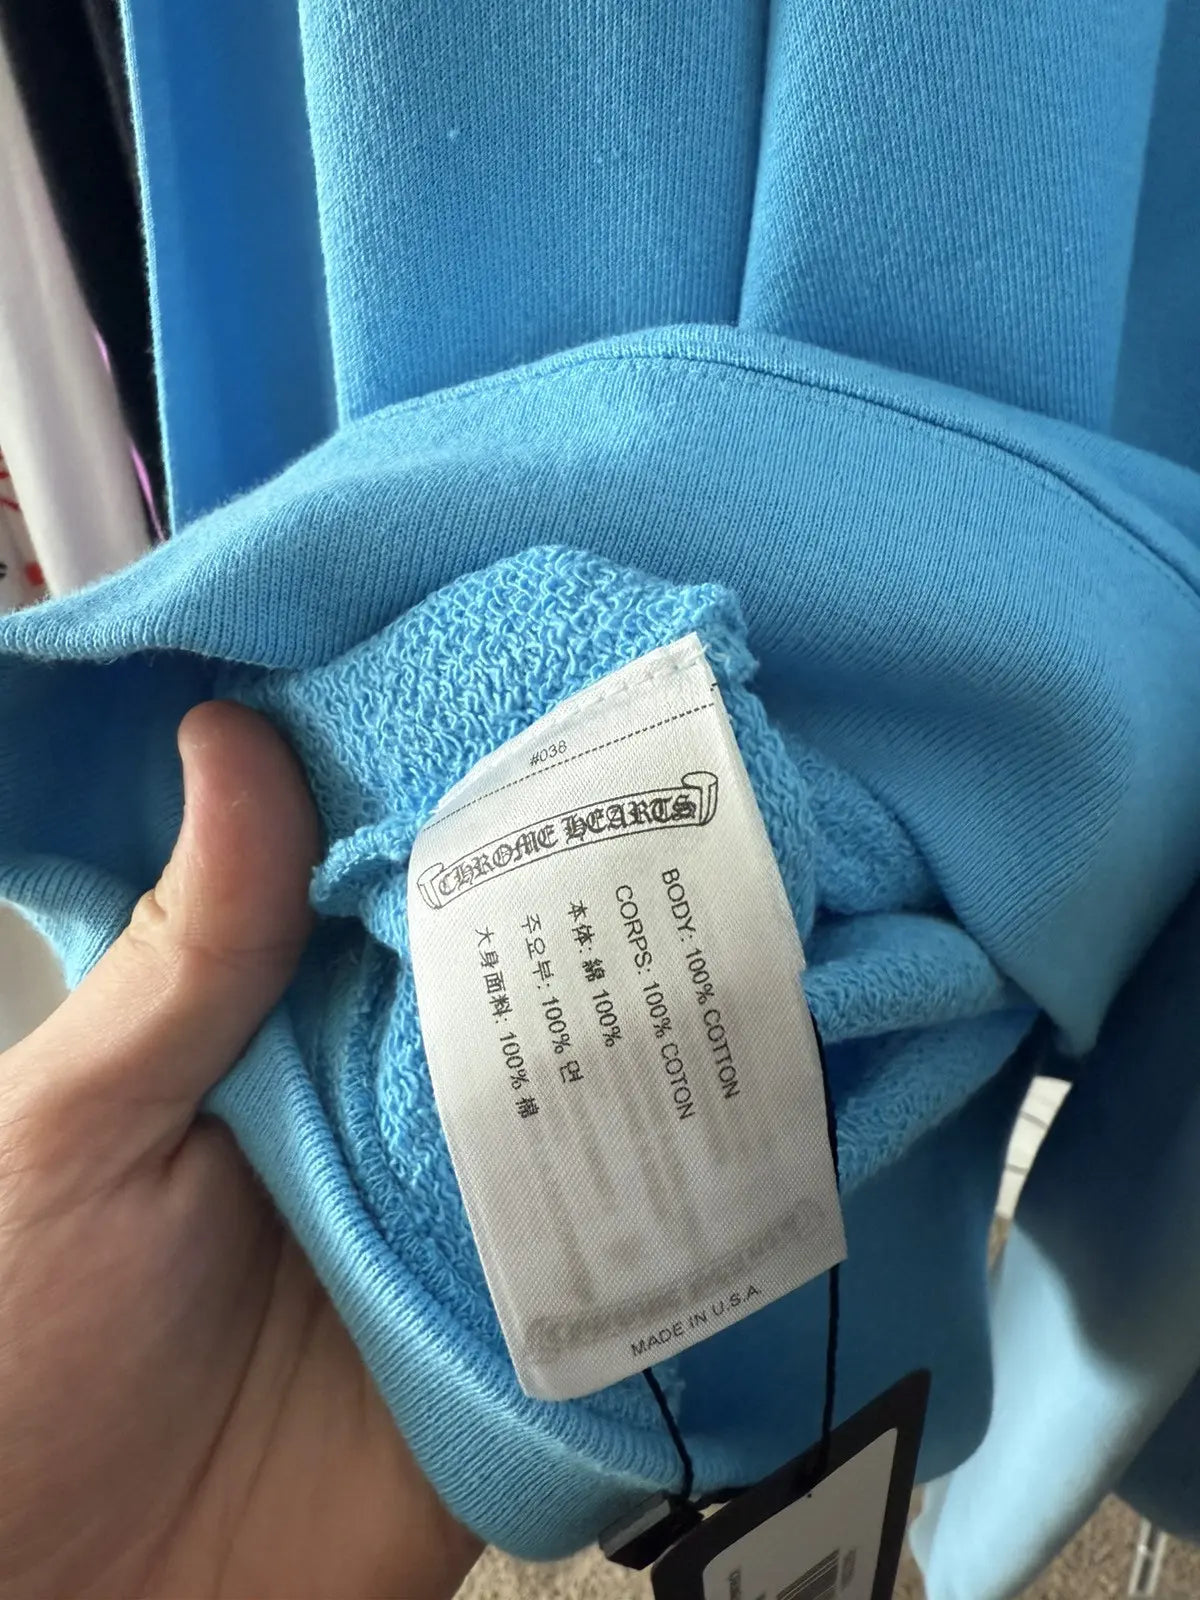 #038
CHROME HEARTS
BODY: 100% COTTON
CORPS: 100% COTON
本体: 綿 100%
주요부: 100% 면
大身面料: 100% 棉
MADE IN U.S.A.